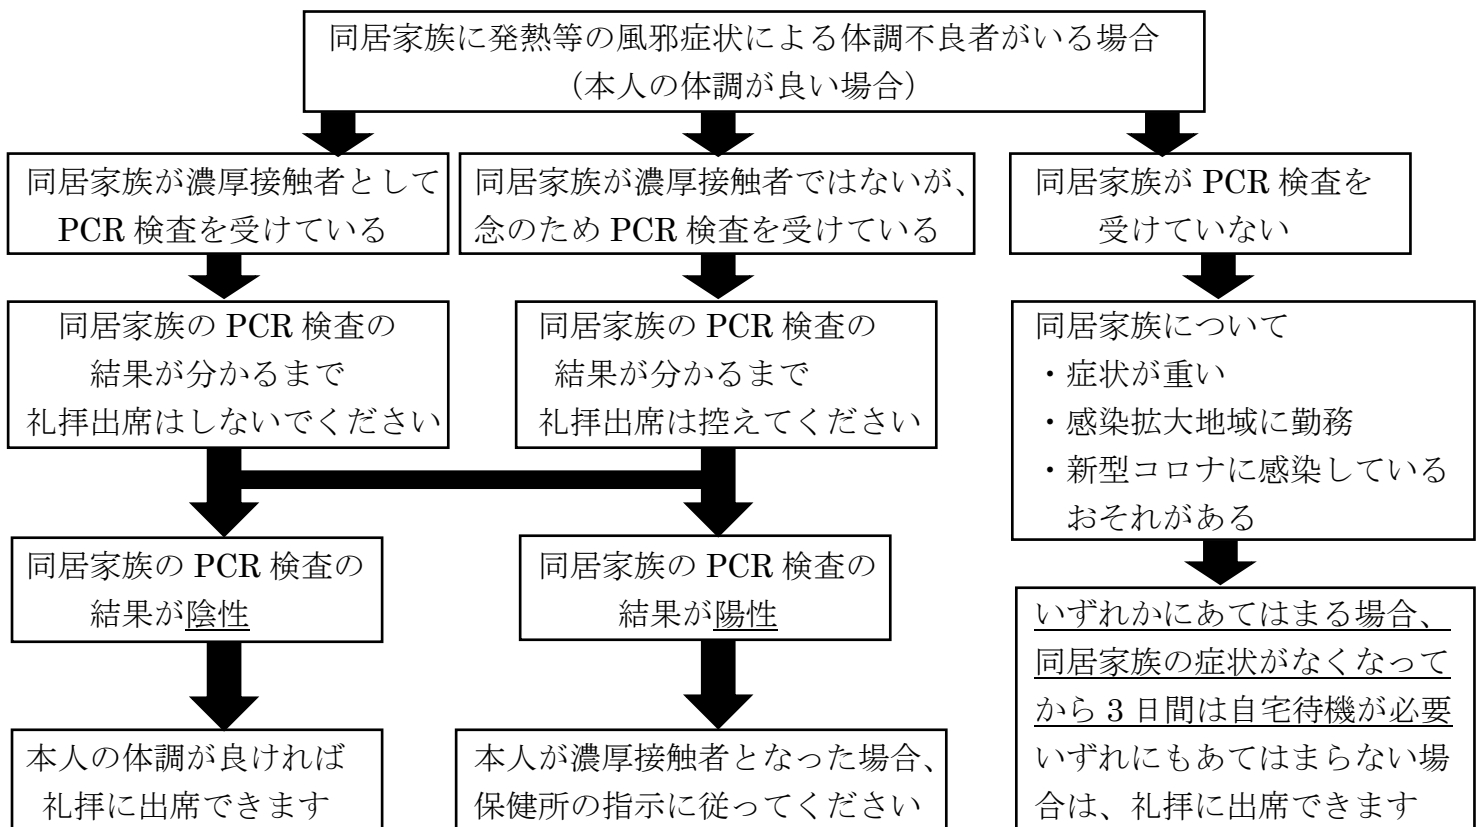 同居家族に発熱等の風邪症状による体調不良者がいる場合
（本人の体調が良い場合）
同居家族が濃厚接触者として
PCR 検査を受けている
同居家族が濃厚接触者ではないが、
念のため PCR 検査を受けている
同居家族が PCR 検査を
受けていない
同居家族の PCR 検査の
結果が分かるまで
礼拝出席はしないでください
同居家族の PCR 検査の
結果が分かるまで
礼拝出席は控えてください
同居家族について
・症状が重い
・感染拡大地域に勤務
・新型コロナに感染している
おそれがある
同居家族の PCR 検査の
結果が陰性
同居家族の PCR 検査の
結果が陽性
いずれかにあてはまる場合、
同居家族の症状がなくなって
から 3 日間は自宅待機が必要
いずれにもあてはまらない場
合は、礼拝に出席できます
本人の体調が良ければ
礼拝に出席できます
本人が濃厚接触者となった場合、
保健所の指示に従ってください